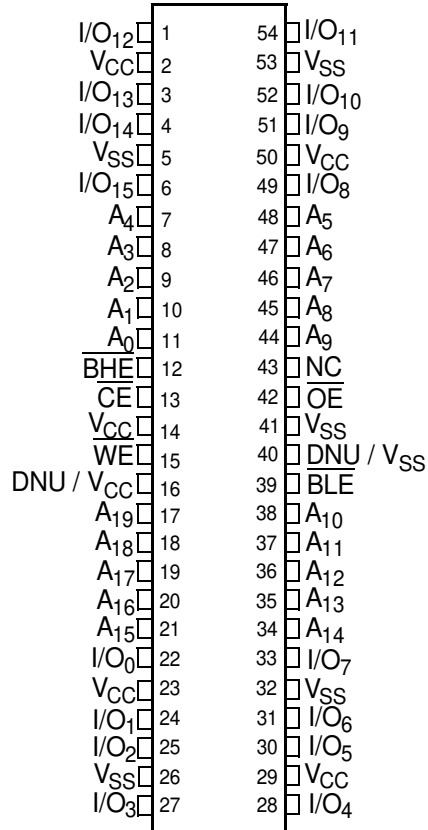 I/O12 1 54 I/O11
VCC 2 53 VSS
I/O13 3 52 I/O10
I/O14 4 51 I/O9
VSS 5 50 VCC
I/O15 6 49 I/O8
A4 7 48 A5
A3 8 47 A6
A2 9 46 A7
A1 10 45 A8
A0 11 44 A9
BHE 12 43 NC
CE 13 42 OE
VCC 14 41 VSS
WE 15 40 DNU / VSS
DNU / VCC 16 39 BLE
A19 17 38 A10
A18 18 37 A11
A17 19 36 A12
A16 20 35 A13
A15 21 34 A14
I/O0 22 33 I/O7
VCC 23 32 VSS
I/O1 24 31 I/O6
I/O2 25 30 I/O5
VSS 26 29 VCC
I/O3 27 28 I/O4